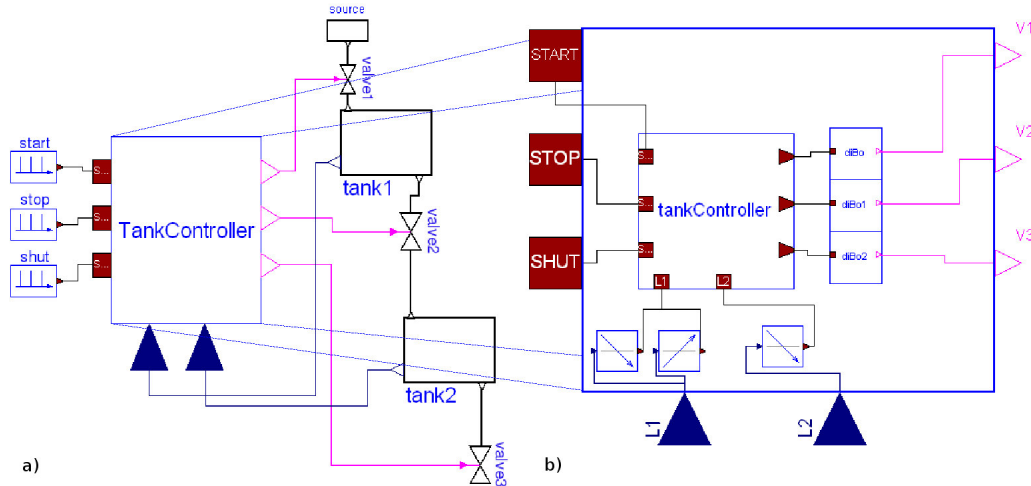 source
valve1
start
S...
stop
S...
TankController
shut
S...
tank1
valve2
tank2
valve3
a)
START
STOP
SHUT
S...
S...
S...
tankController
L1
L2
diBo
diBo1
diBo2
V1
V2
V3
L1
L2
b)